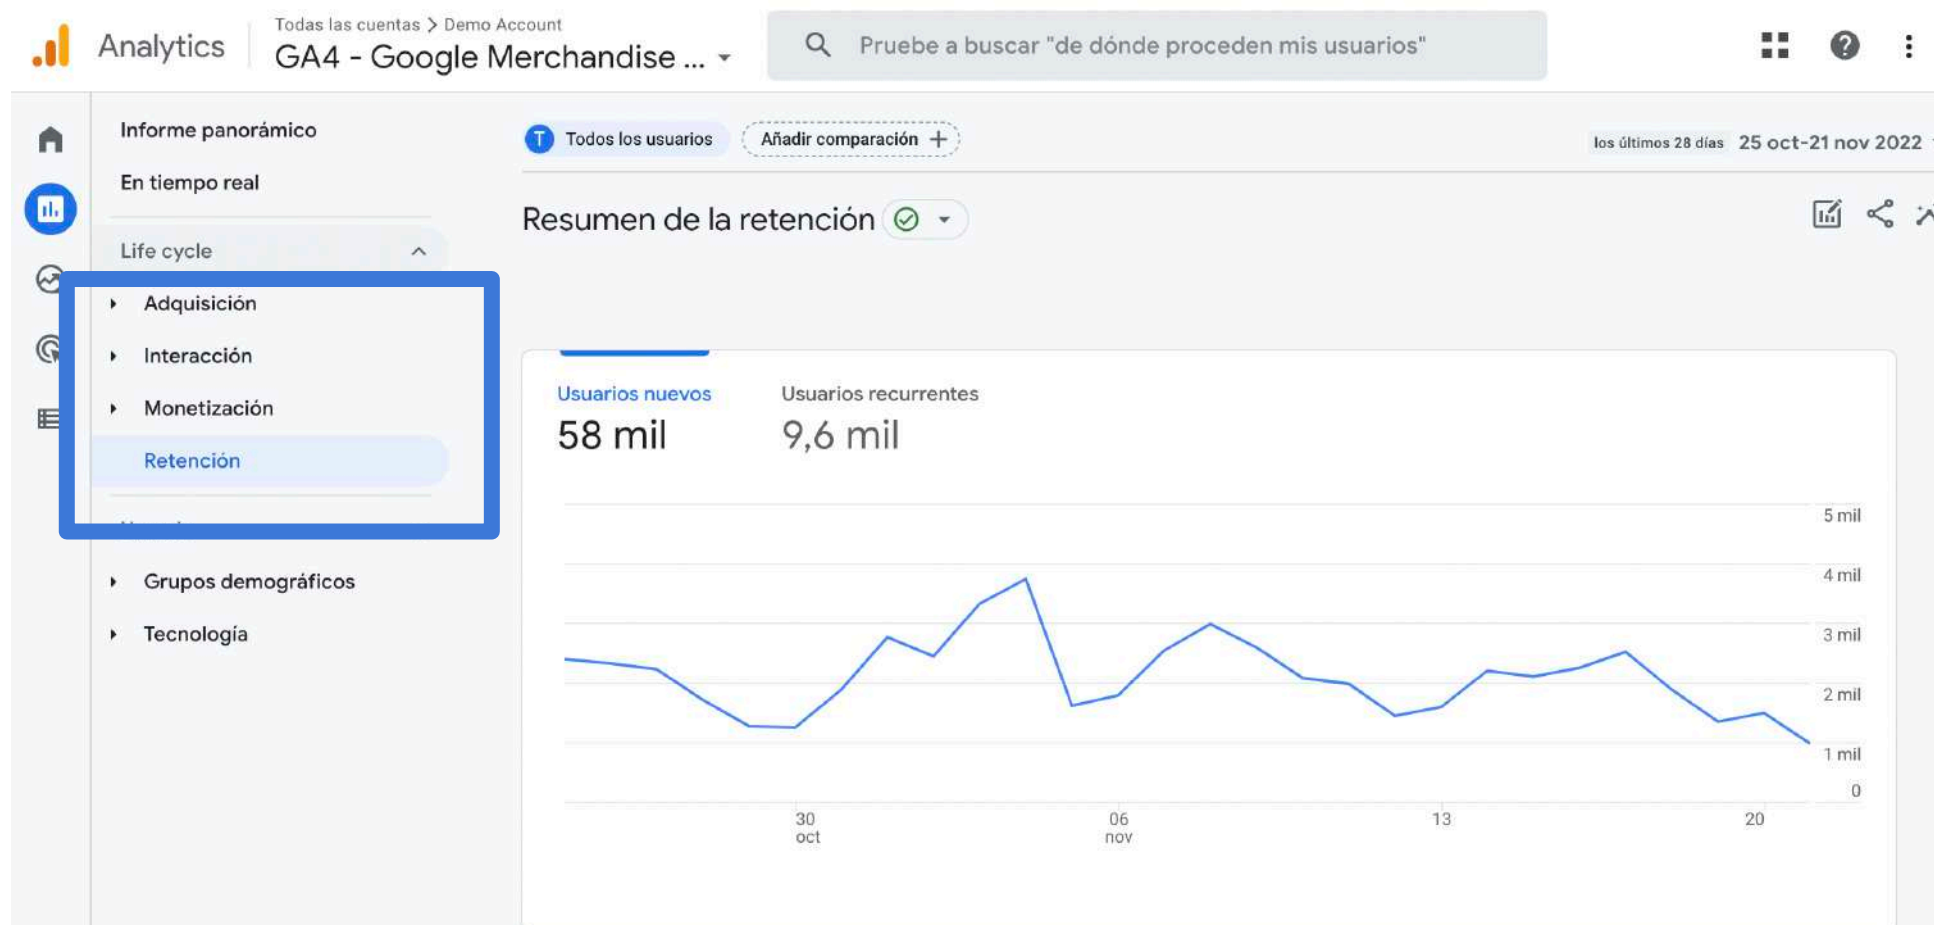 Analytics
Todas las cuentas > Demo Account
GA4 - Google Merchandise ...
Pruebe a buscar "de dónde proceden mis usuarios"
Informe panorámico
En tiempo real
Life cycle
Adquisición
Interacción
Monetización
Retención
Grupos demográficos
Tecnología
T Todos los usuarios
Añadir comparación +
los últimos 28 días 25 oct-21 nov 2022
Resumen de la retención
Usuarios nuevos
58 mil
Usuarios recurrentes
9,6 mil
5 mil
4 mil
3 mil
2 mil
1 mil
0
30
oct
06
nov
13
20